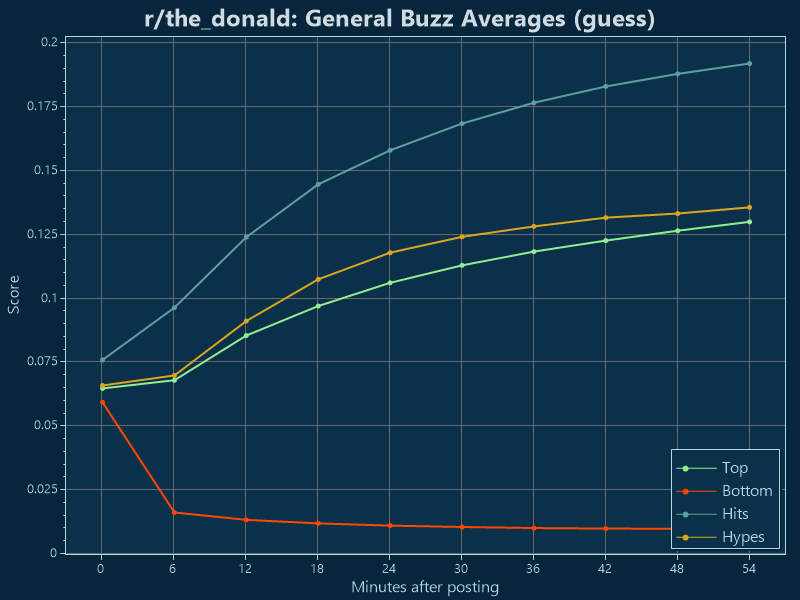 r/the_donald: General Buzz Averages (guess)
0.2
0.175
0.15
0.125
0.1
0.075
0.05
0.025
0
Score
0 6 12 18 24 30 36 42 48 54
Minutes after posting
Top
Bottom
Hits
Hypes